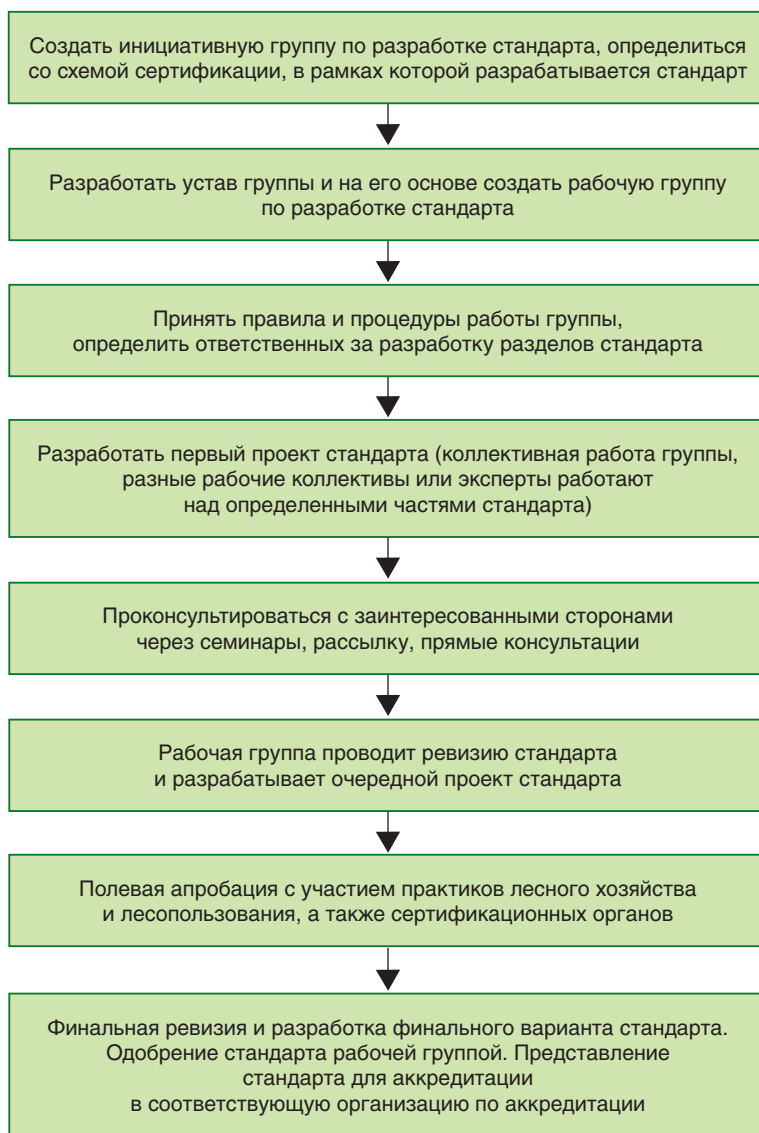 Создать инициативную группу по разработке стандарта, определиться
со схемой сертификации, в рамках которой разрабатывается стандарт
Разработать устав группы и на его основе создать рабочую группу
по разработке стандарта
Принять правила и процедуры работы группы,
определить ответственных за разработку разделов стандарта
Разработать первый проект стандарта (коллективная работа группы,
разные рабочие коллективы или эксперты работают
над определенными частями стандарта)
Проконсультироваться с заинтересованными сторонами
через семинары, рассылку, прямые консультации
Рабочая группа проводит ревизию стандарта
и разрабатывает очередной проект стандарта
Полевая апробация с участием практиков лесного хозяйства
и лесопользования, а также сертификационных органов
Финальная ревизия и разработка финального варианта стандарта.
Одобрение стандарта рабочей группой. Представление
стандарта для аккредитации
в соответствующую организацию по аккредитации